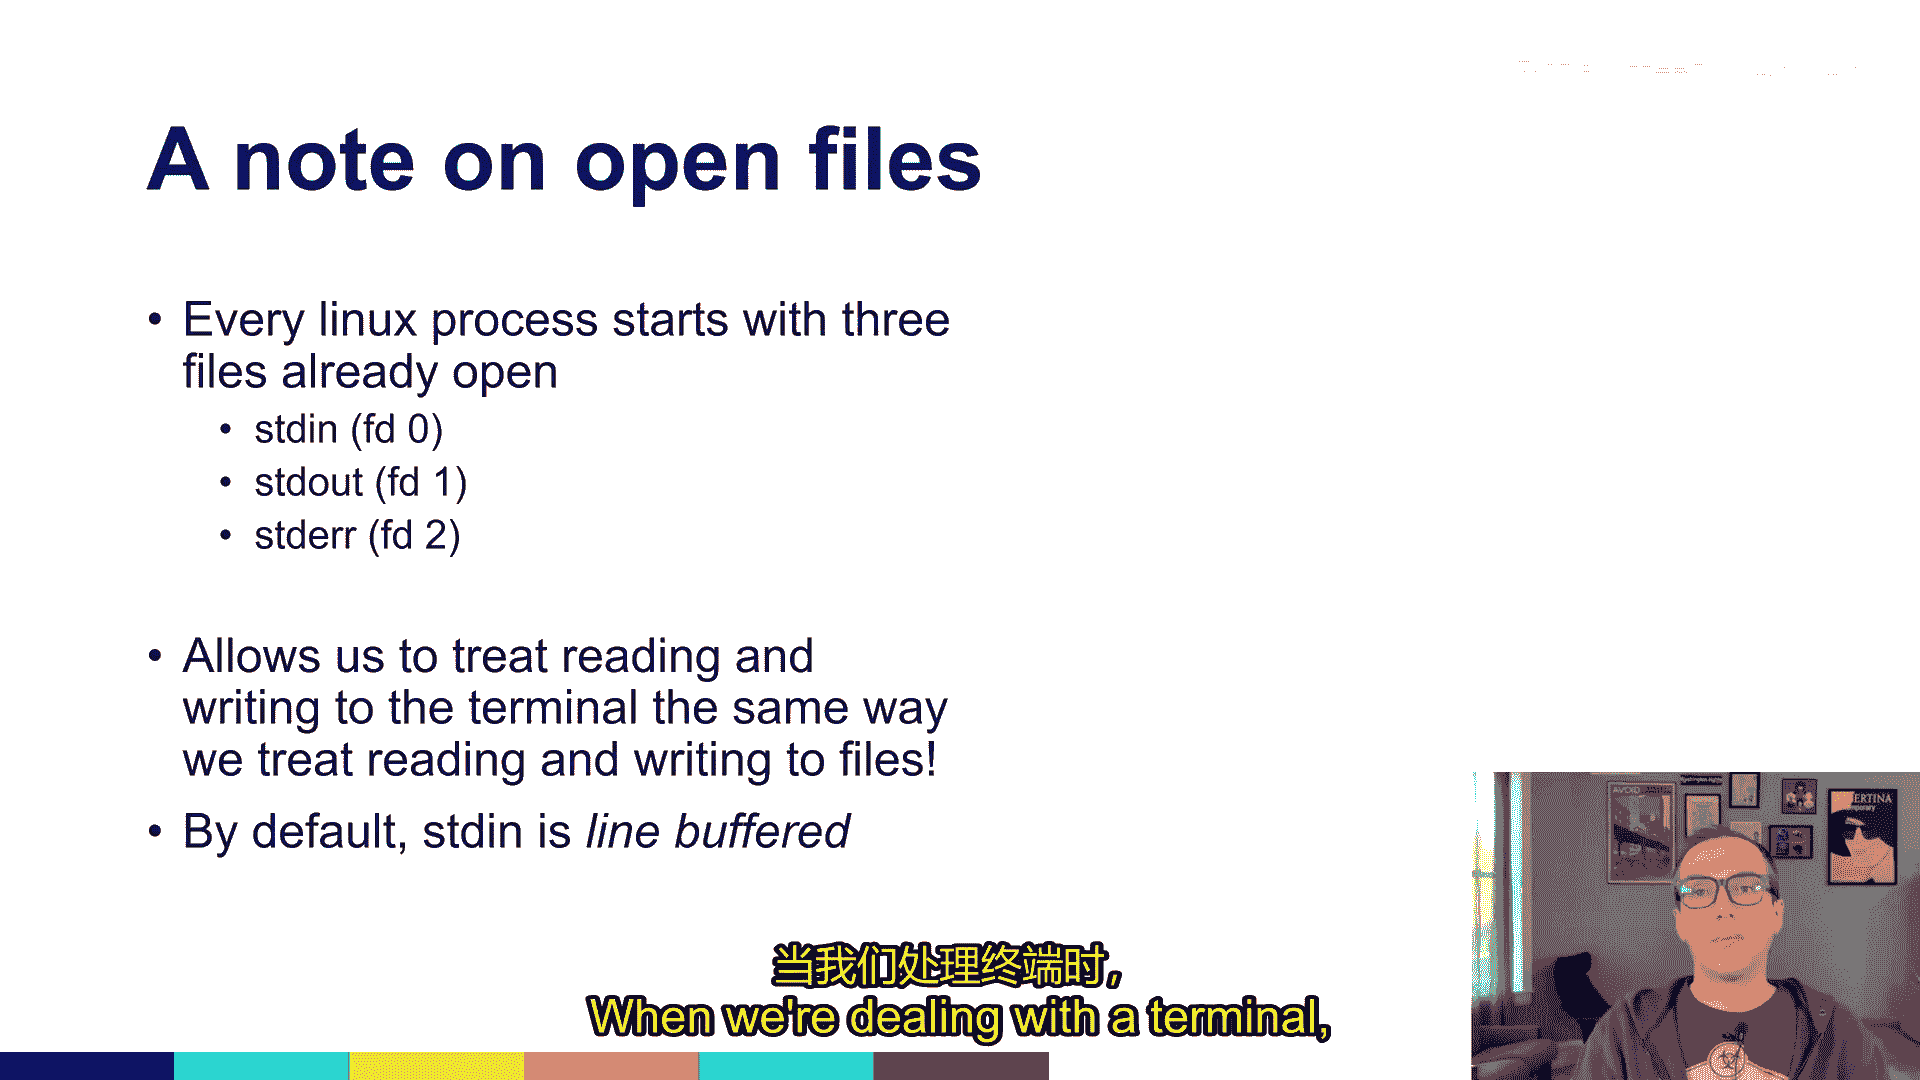 A note on open files
• Every linux process starts with three
files already open
• stdin (fd 0)
• stdout (fd 1)
• stderr (fd 2)
• Allows us to treat reading and
writing to the terminal the same way
we treat reading and writing to files!
• By default, stdin is line buffered
AVOID
ERTINA
当我们处理终端时，
When we're dealing with a terminal,